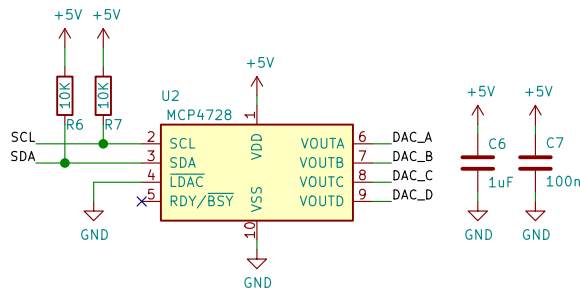 +5V +5V
+5V +5V +5V
10K 10K
R6 R7
U2
MCP4728
SCL 2 SCL
SDA 3 SDA
4 LDAC
5 RDY/BSY
1 VDD
VSS 10
VOUTA 6 DAC_A
VOUTB 7 DAC_B
VOUTC 8 DAC_C
VOUTD 9 DAC_D
C6 C7
1uF 100n
GND GND GND
GND